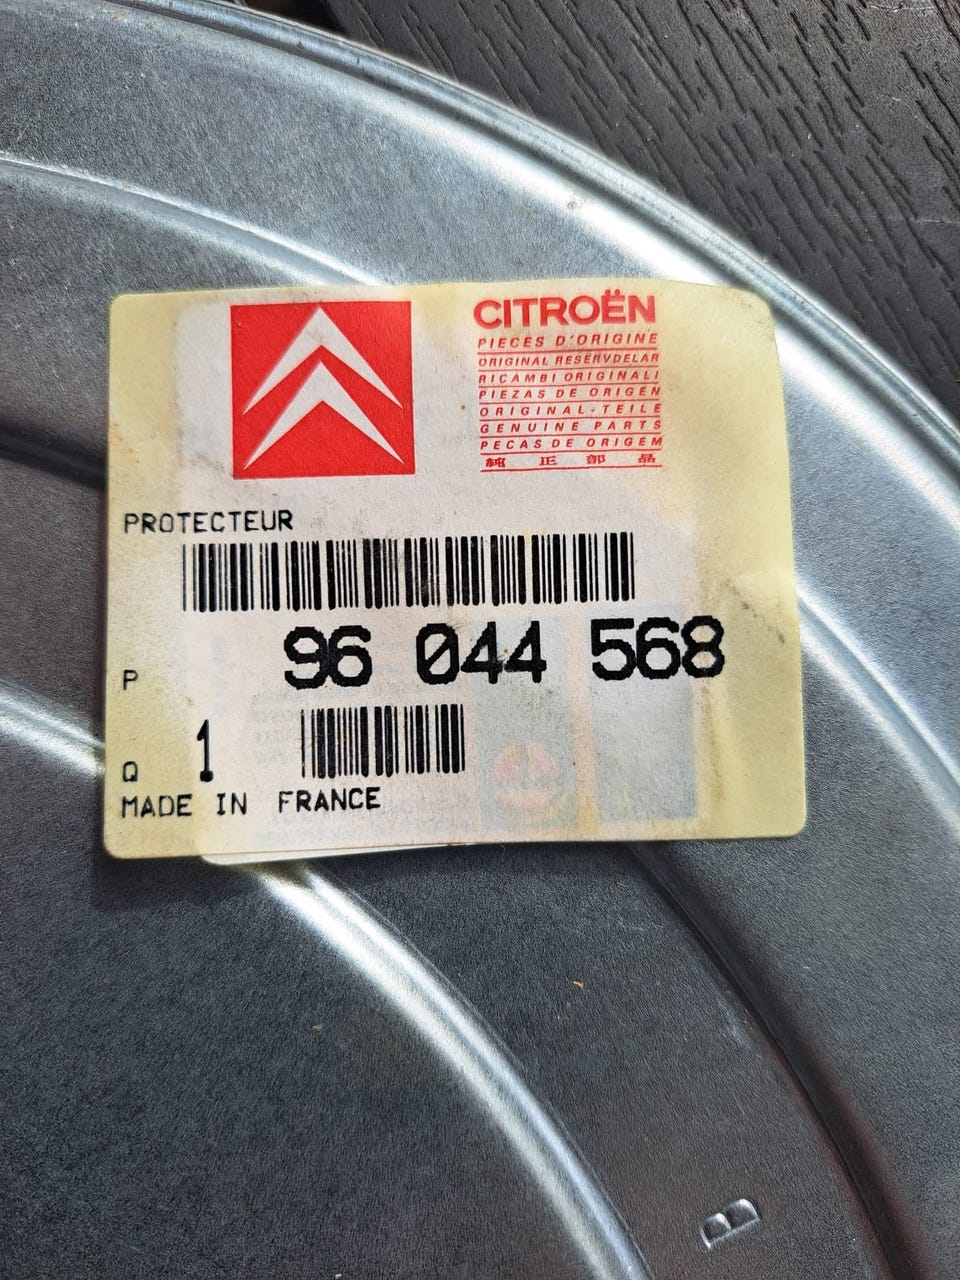 CITROËN
PIECES D'ORIGINE
ORIGINAL RESERVDELAR
RICAMBI ORIGINALI
PIEZAS DE ORIGEN
ORIGINAL-TEILE
GENUINE PARTS
PECAS DE ORIGEM
純正部品
PROTECTEUR
P 96 044 568
Q 1
MADE IN FRANCE
B